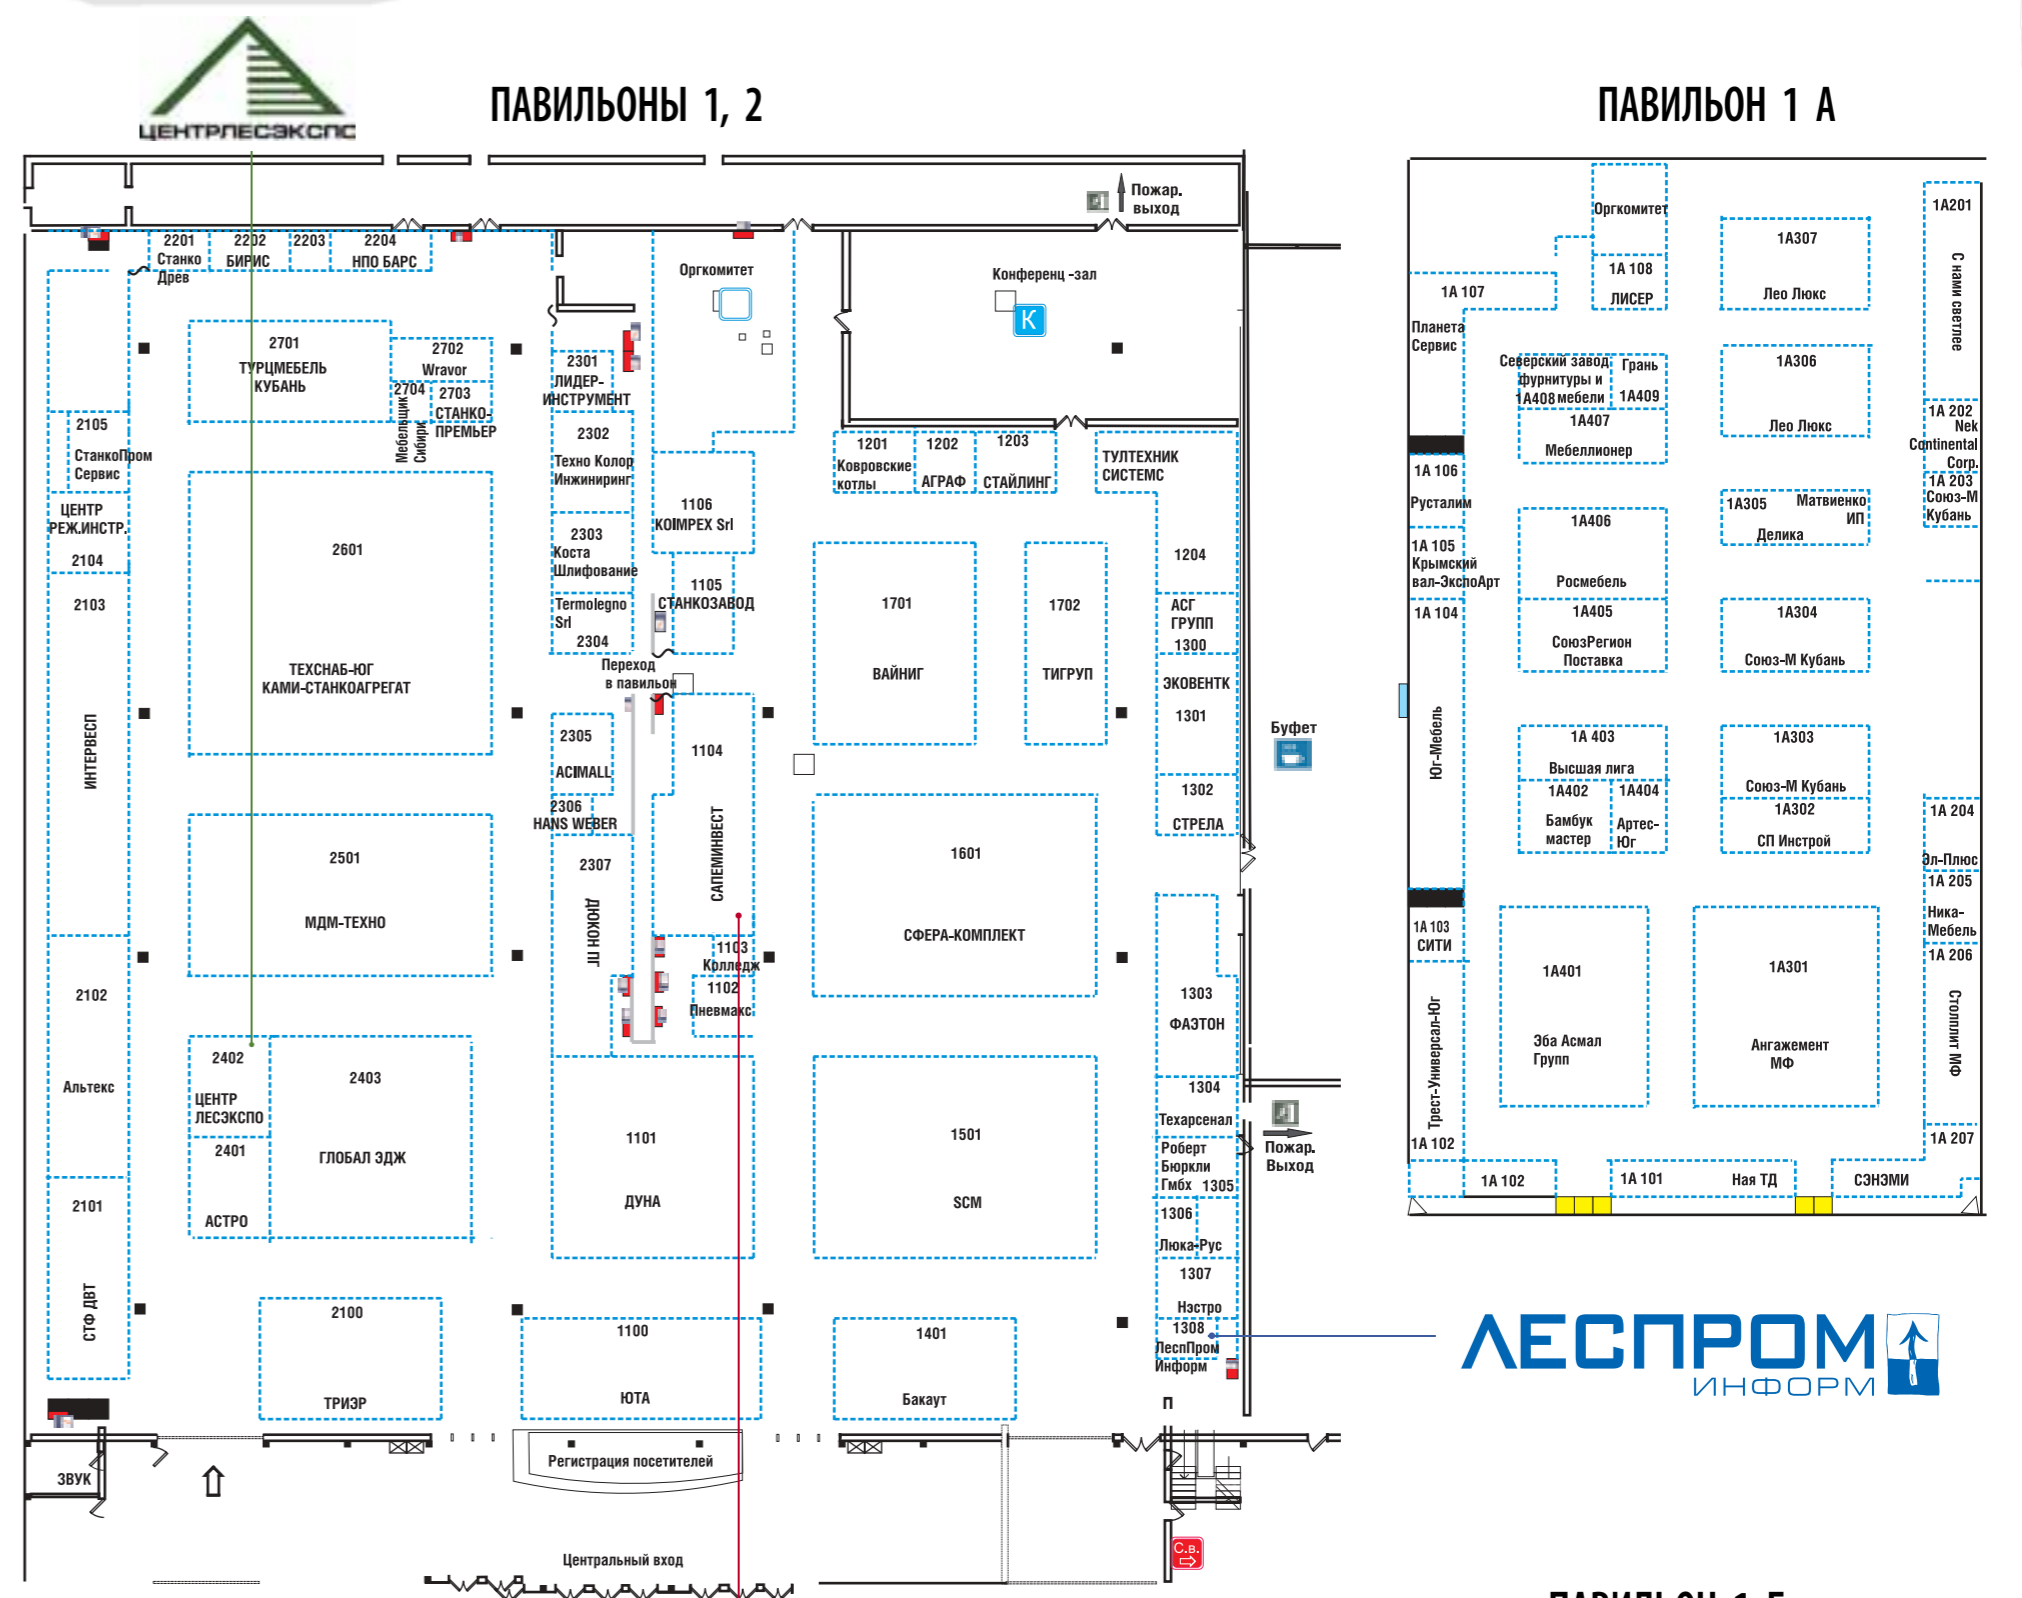 ЦЕНТРЛЕСЭКСПО
ПАВИЛЬОНЫ 1, 2
ПАВИЛЬОН 1 А
Пожар.
выход
2201
Станко
Древ
2202
БИРИС
2203
2204
НПО БАРС
Оргкомитет
Конференц -зал
К
2701
ТУРЦМЕБЕЛЬ
КУБАНЬ
2702
Wravor
2704
Мебельщик
Сибири
2703
СТАНКО-
ПРЕМЬЕР
2301
ЛИДЕР-
ИНСТРУМЕНТ
2302
Техно Колор
Инжиниринг
2303
Коста
Шлифование
Termolegno
Srl
2304
2105
СтанкоПром
Сервис
ЦЕНТР
РЕЖ.ИНСТР.
2104
2103
ИНТЕРВЕСП
2601
ТЕХСНАБ-ЮГ
КАМИ-СТАНКОАГРЕГАТ
1106
KOIMPEX Srl
1105
СТАНКОЗАВОД
Переход
в павильон
1201
Ковровские
котлы
1202
АГРАФ
1203
СТАЙЛИНГ
ТУЛТЕХНИК
СИСТЕМС
1204
АСГ
ГРУПП
1300
ЭКОВЕНТК
1301
1302
СТРЕЛА
1701
ВАЙНИГ
1702
ТИГРУП
Буфет
2305
ACIMALL
2306
HANS WEBER
2307
ДЮКОН ПГ
1104
САПЕМИНВЕСТ
1103
Колледж
1102
Пневмакс
2501
МДМ-ТЕХНО
1601
СФЕРА-КОМПЛЕКТ
1303
ФАЭТОН
2102
Альтекс
2402
ЦЕНТР
ЛЕСЭКСПО
2403
ГЛОБАЛ ЭДЖ
2401
АСТРО
1101
ДУНА
1501
SCM
1304
Техарсенал
Роберт
Бюркли
Гмбх 1305
1306
Люка-Рус
1307
Нэстро
1308
ЛеспПром
Информ
Пожар.
Выход
2101
СТФ ДВТ
2100
ТРИЭР
1100
ЮТА
1401
Бакаут
П
Регистрация посетителей
ЗВУК
Центральный вход
С.в.
Оргкомитет
1А 108
ЛИСЕР
1А 107
Планета
Сервис
1А307
Лео Люкс
1А201
С нами светлее
Северский завод
фурнитуры и
1А408 мебели
Грань
1А409
1А407
Мебеллионер
1А306
Лео Люкс
1А 202
Nek
Continental
Corp.
1А 203
Союз-М
Кубань
1А 106
Русталим
1А 105
Крымский
вал-ЭкспоАрт
1А 104
Юг-Мебель
1А406
Росмебель
1А305
Матвиенко
ИП
Делика
1А405
СоюзРегион
Поставка
1А304
Союз-М Кубань
1А 403
Высшая лига
1А402
Бамбук
мастер
1А404
Артес-
Юг
1А303
Союз-М Кубань
1А302
СП Инстрой
1А 204
Эл-Плюс
1А 205
Ника-
Мебель
1А 206
Столплит МФ
1А 103
СИТИ
Трест-Универсал-Юг
1А 102
1А401
Эба Асмал
Групп
1А301
Ангажемент
МФ
1А 207
1А 102
1А 101
Ная ТД
СЭНЭМИ
ЛЕСПРОМ
ИНФОРМ